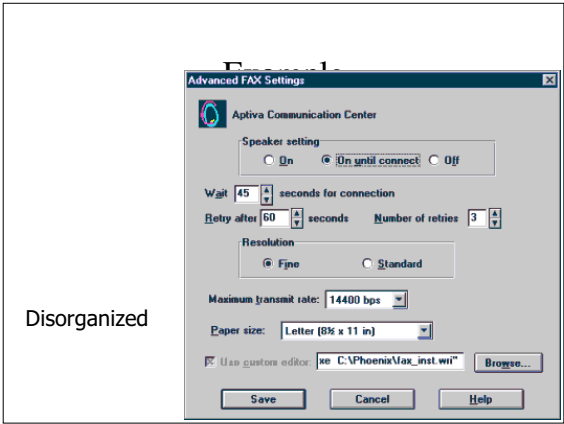 Example
Advanced FAX Settings
Aptiva Communication Center
Speaker setting
On On until connect Off
Wait 45 seconds for connection
Retry after 60 seconds Number of retries 3
Resolution
Fine Standard
Maximum transmit rate: 14400 bps
Disorganized
Paper size: Letter (8½ x 11 in)
Use custom editor: xe C:\Phoenix\fax_inst.wri"
Browse...
Save Cancel Help